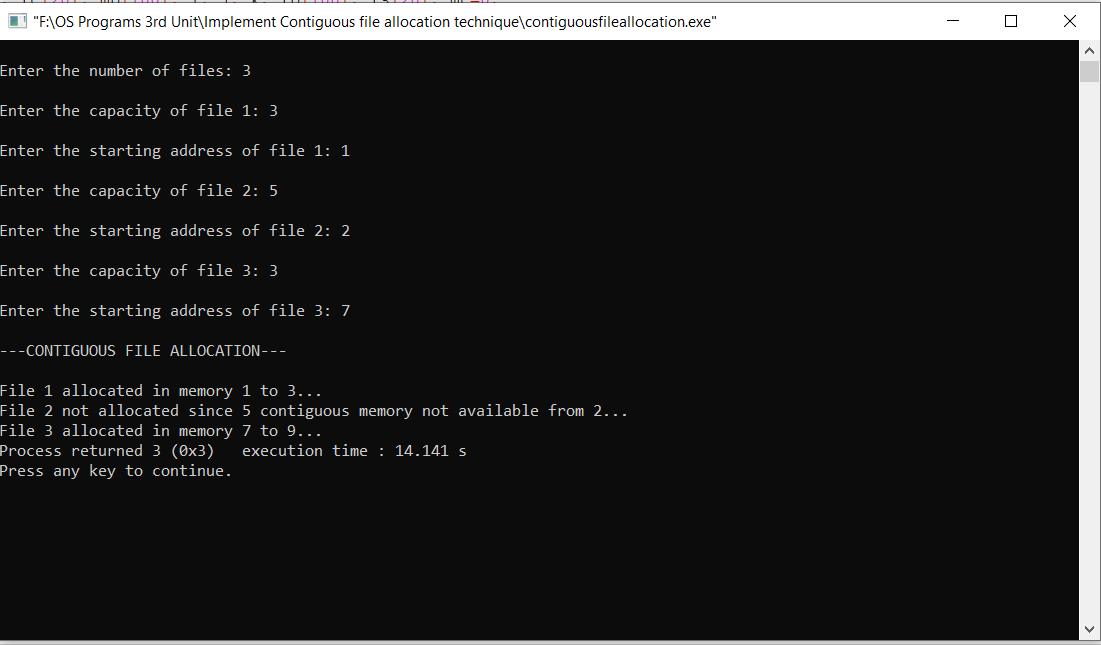 "F:\OS Programs 3rd Unit\Implement Contiguous file allocation technique\contiguousfileallocation.exe"
Enter the number of files: 3
Enter the capacity of file 1: 3
Enter the starting address of file 1: 1
Enter the capacity of file 2: 5
Enter the starting address of file 2: 2
Enter the capacity of file 3: 3
Enter the starting address of file 3: 7
---CONTIGUOUS FILE ALLOCATION---
File 1 allocated in memory 1 to 3...
File 2 not allocated since 5 contiguous memory not available from 2...
File 3 allocated in memory 7 to 9...
Process returned 3 (0x3)   execution time : 14.141 s
Press any key to continue.